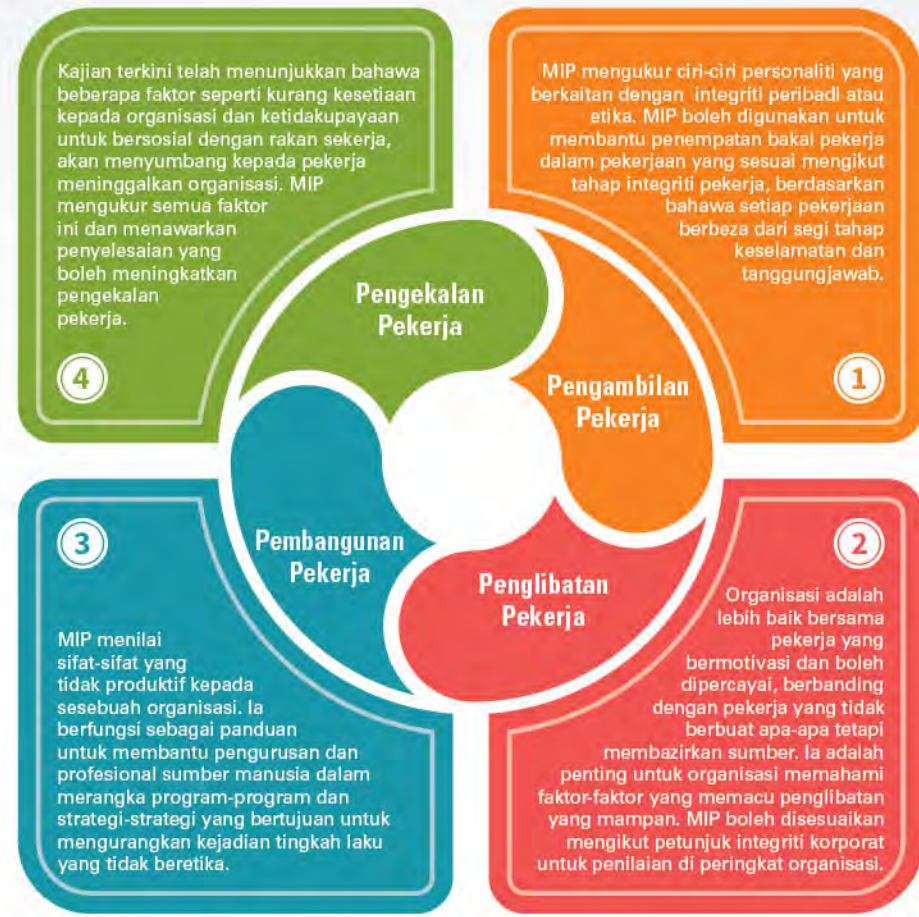 Kajian terkini telah menunjukkan bahawa
beberapa faktor seperti kurang kesetiaan
kepada organisasi dan ketidakupayaan
untuk bersosial dengan rakan sekerja,
akan menyumbang kepada pekerja
meninggalkan organisasi. MIP
mengukur semua faktor
ini dan menawarkan
penyelesaian yang
boleh meningkatkan
pengekalan
pekerja.
4
MIP mengukur ciri-ciri personaliti yang
berkaitan dengan integriti peribadi atau
etika. MIP boleh digunakan untuk
membantu penempatan bakal pekerja
dalam pekerjaan yang sesuai mengikut
tahap integriti pekerja, berdasarkan
bahawa setiap pekerjaan
berbeza dari segi tahap
keselamatan dan
tanggungjawab.
1
Pengekalan
Pekerja
Pengambilan
Pekerja
Pembangunan
Pekerja
Penglibatan
Pekerja
3
MIP menilai
sifat-sifat yang
tidak produktif kepada
sesebuah organisasi. Ia
berfungsi sebagai panduan
untuk membantu pengurusan dan
profesional sumber manusia dalam
merangka program-program dan
strategi-strategi yang bertujuan untuk
mengurangkan kejadian tingkah laku
yang tidak beretika.
2
Organisasi adalah
lebih baik bersama
pekerja yang
bermotivasi dan boleh
dipercayai, berbanding
dengan pekerja yang tidak
berbuat apa-apa tetapi
membazirkan sumber. Ia adalah
penting untuk organisasi memahami
faktor-faktor yang memacu penglibatan
yang mampan. MIP boleh disesuaikan
mengikut petunjuk integriti korporat
untuk penilaian di peringkat organisasi.